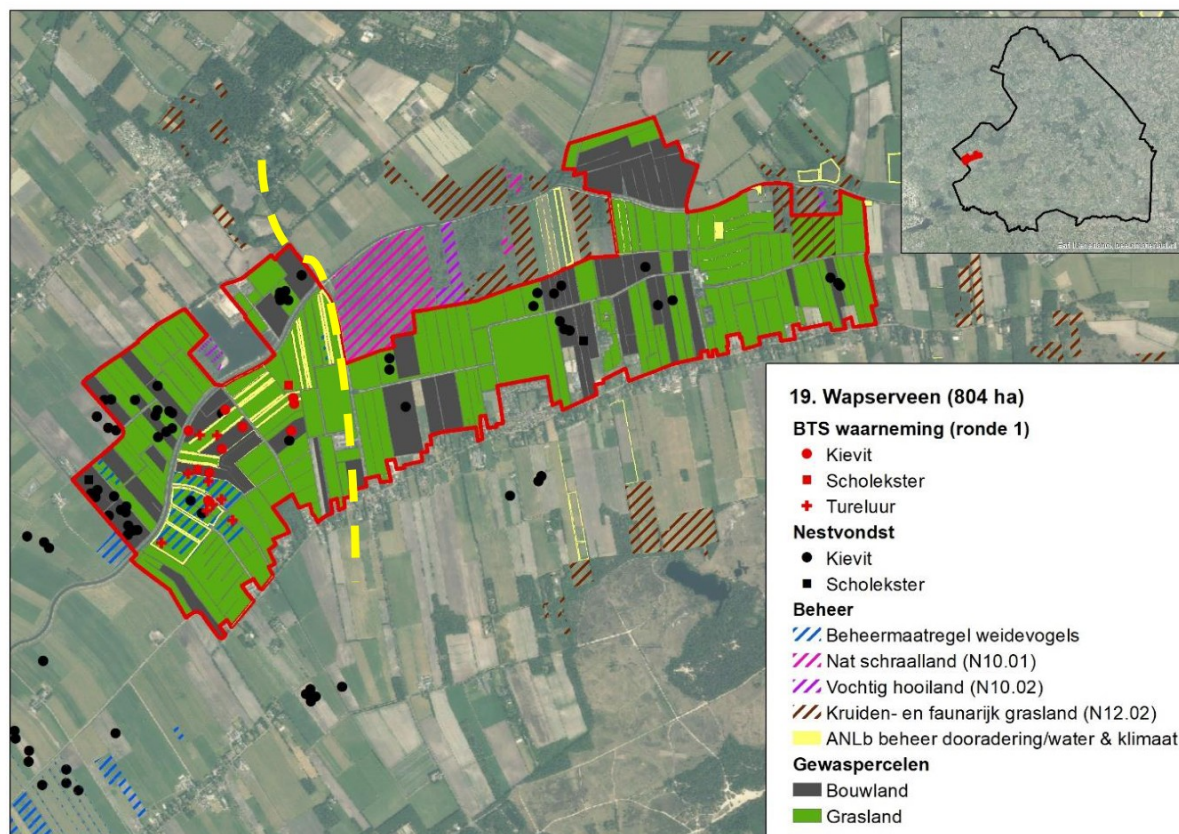 19. Wapserveen (804 ha)
BTS waarneming (ronde 1)
Kievit
Scholekster
Tureluur
Nestvondst
Kievit
Scholekster
Beheer
Beheermaatregel weidevogels
Nat schraalland (N10.01)
Vochtig hooiland (N10.02)
Kruiden- en faunarijk grasland (N12.02)
ANLb beheer dooradering/water & klimaat
Gewaspercelen
Bouwland
Grasland